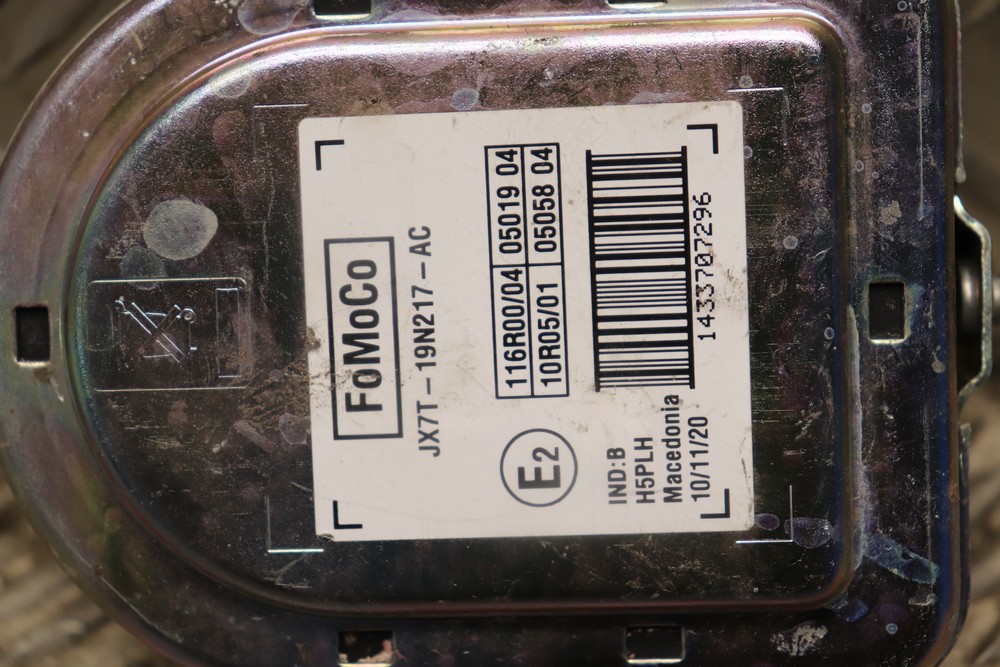 FoMoCo
JX7T-19N217-AC
116R00/04 05019 04
10R05/01 05058 04
E2
IND:B
H5PLH
Macedonia
10/11/20
1433707296